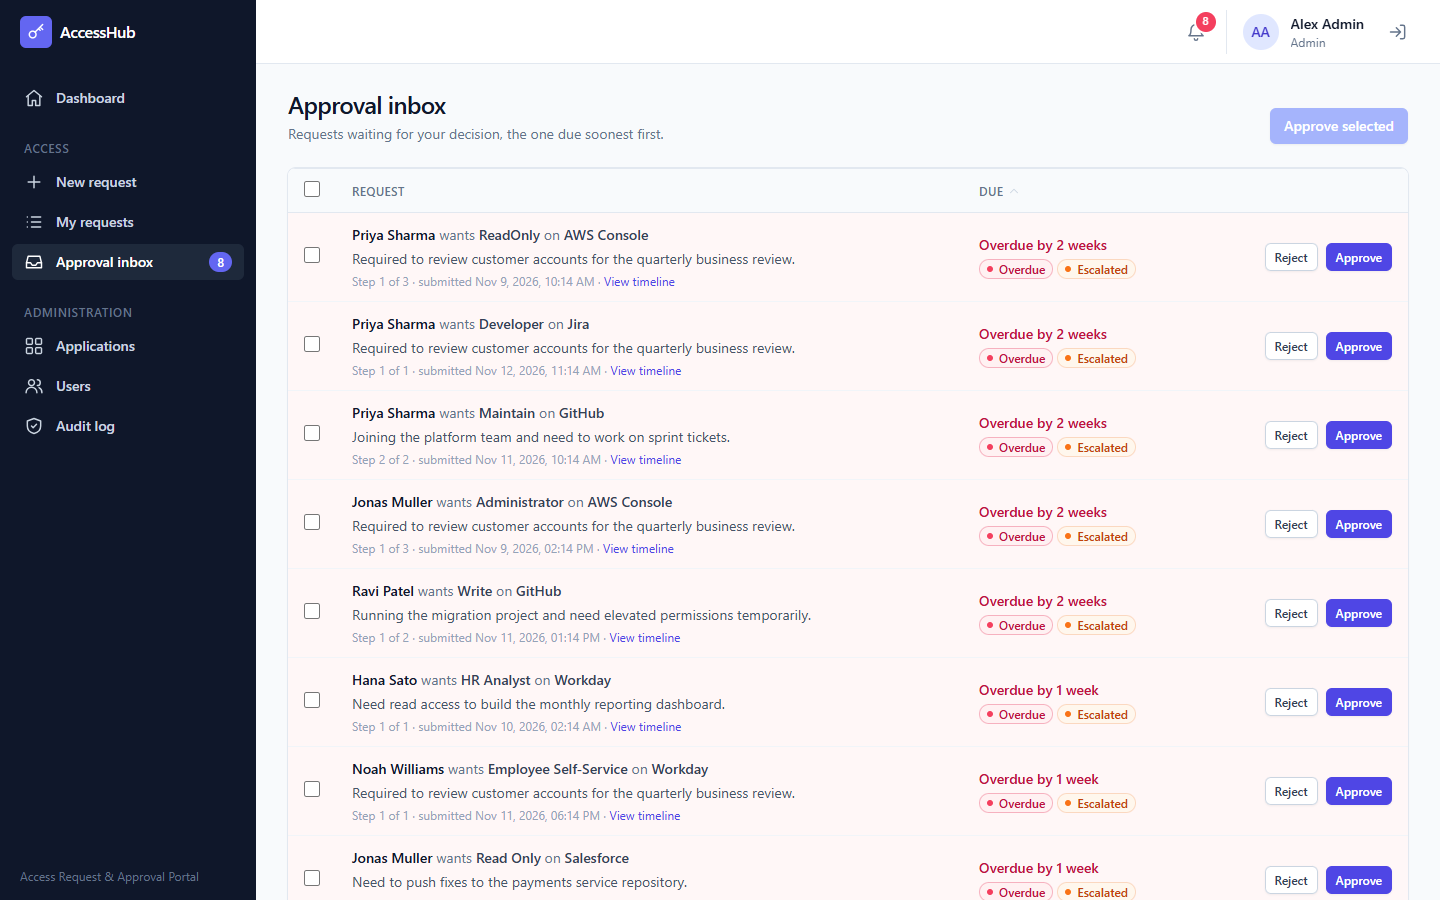 AccessHub
8
AA
Alex Admin
Admin
Dashboard
ACCESS
New request
My requests
Approval inbox 8
ADMINISTRATION
Applications
Users
Audit log
Access Request & Approval Portal
Approval inbox
Requests waiting for your decision, the one due soonest first.
Approve selected
REQUEST DUE
Priya Sharma wants ReadOnly on AWS Console
Required to review customer accounts for the quarterly business review.
Step 1 of 3 · submitted Nov 9, 2026, 10:14 AM · View timeline
Overdue by 2 weeks
Overdue Escalated
Reject Approve
Priya Sharma wants Developer on Jira
Required to review customer accounts for the quarterly business review.
Step 1 of 1 · submitted Nov 12, 2026, 11:14 AM · View timeline
Overdue by 2 weeks
Overdue Escalated
Reject Approve
Priya Sharma wants Maintain on GitHub
Joining the platform team and need to work on sprint tickets.
Step 2 of 2 · submitted Nov 11, 2026, 10:14 AM · View timeline
Overdue by 2 weeks
Overdue Escalated
Reject Approve
Jonas Muller wants Administrator on AWS Console
Required to review customer accounts for the quarterly business review.
Step 1 of 3 · submitted Nov 9, 2026, 02:14 PM · View timeline
Overdue by 2 weeks
Overdue Escalated
Reject Approve
Ravi Patel wants Write on GitHub
Running the migration project and need elevated permissions temporarily.
Step 1 of 2 · submitted Nov 11, 2026, 01:14 PM · View timeline
Overdue by 2 weeks
Overdue Escalated
Reject Approve
Hana Sato wants HR Analyst on Workday
Need read access to build the monthly reporting dashboard.
Step 1 of 1 · submitted Nov 10, 2026, 02:14 AM · View timeline
Overdue by 1 week
Overdue Escalated
Reject Approve
Noah Williams wants Employee Self-Service on Workday
Required to review customer accounts for the quarterly business review.
Step 1 of 1 · submitted Nov 11, 2026, 06:14 PM · View timeline
Overdue by 1 week
Overdue Escalated
Reject Approve
Jonas Muller wants Read Only on Salesforce
Need to push fixes to the payments service repository.
Overdue by 1 week
Overdue Escalated
Reject Approve